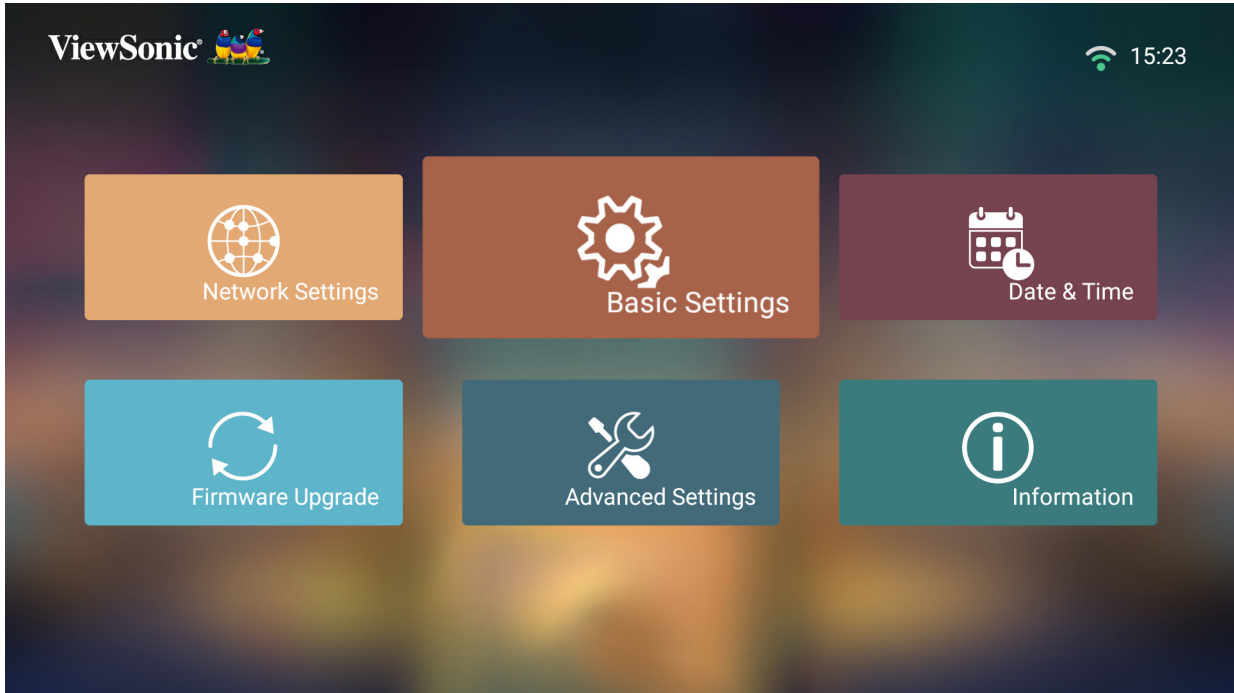 ViewSonic®
15:23
Network Settings
Basic Settings
Date & Time
Firmware Upgrade
Advanced Settings
Information